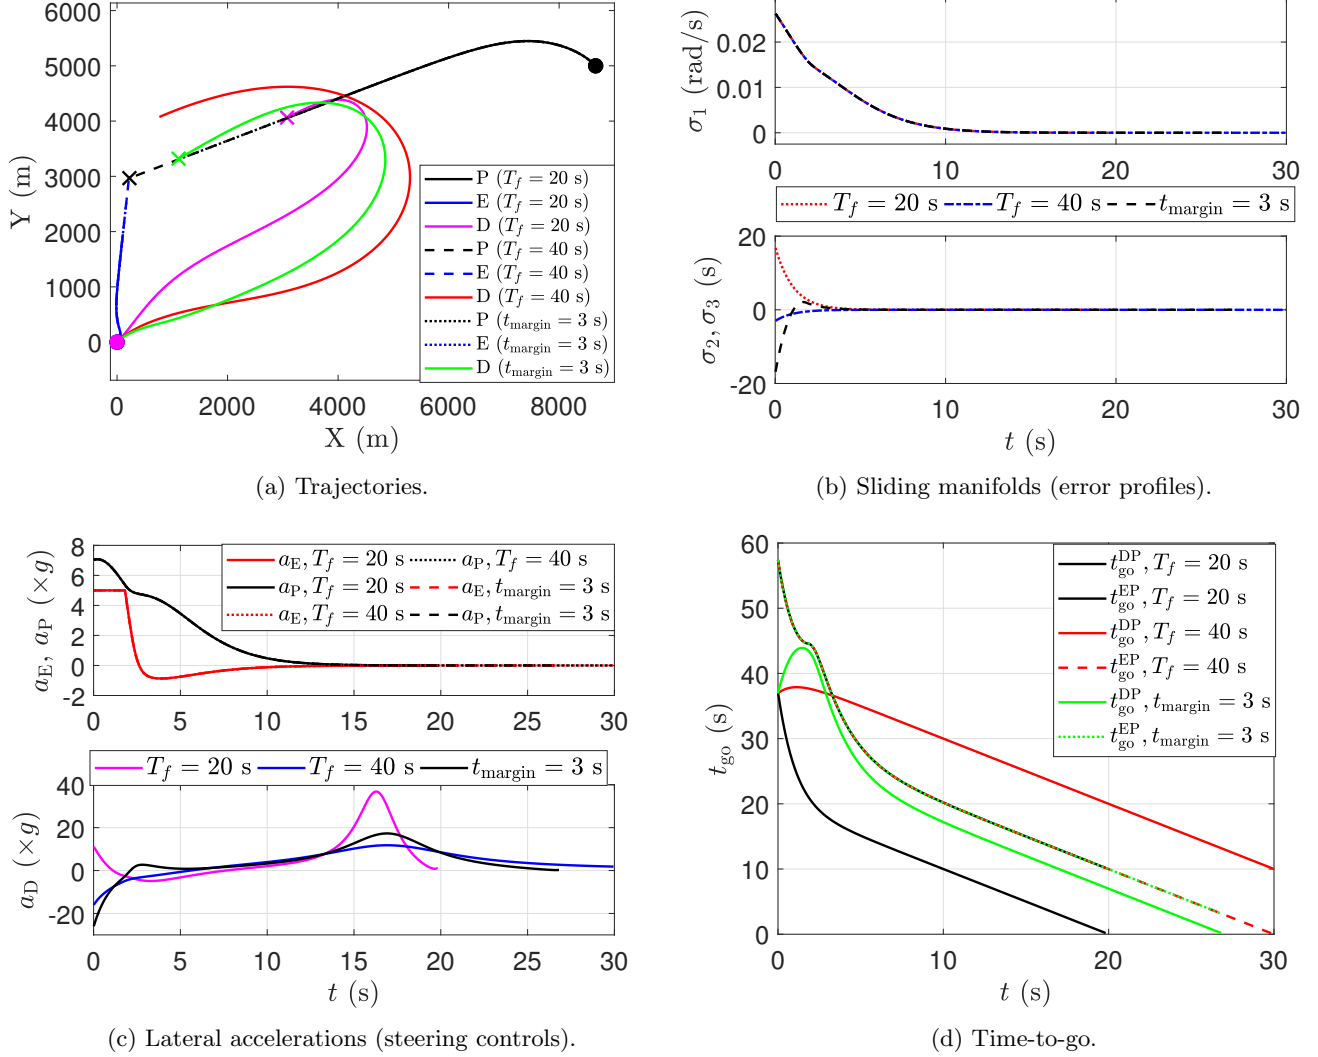 6000
5000
4000
3000
2000
1000
0
Y (m)
0 2000 4000 6000 8000
X (m)
P (T_f = 20 s)
E (T_f = 20 s)
D (T_f = 20 s)
P (T_f = 40 s)
E (T_f = 40 s)
D (T_f = 40 s)
P (t_margin = 3 s)
E (t_margin = 3 s)
D (t_margin = 3 s)
(a) Trajectories.
σ_1 (rad/s)
0.02
0.01
0
0 10 20 30
T_f = 20 s T_f = 40 s t_margin = 3 s
σ_2, σ_3 (s)
20
0
-20
0 10 20 30
t (s)
(b) Sliding manifolds (error profiles).
a_E, a_P (×g)
8
6
4
2
0
-2
a_E, T_f = 20 s a_P, T_f = 40 s
a_P, T_f = 20 s a_E, t_margin = 3 s
a_E, T_f = 40 s a_P, t_margin = 3 s
0 5 10 15 20 25 30
T_f = 20 s T_f = 40 s t_margin = 3 s
a_D (×g)
40
20
0
-20
0 5 10 15 20 25 30
t (s)
(c) Lateral accelerations (steering controls).
t_go (s)
60
50
40
30
20
10
0
t_go^DP, T_f = 20 s
t_go^EP, T_f = 20 s
t_go^DP, T_f = 40 s
t_go^EP, T_f = 40 s
t_go^DP, t_margin = 3 s
t_go^EP, t_margin = 3 s
0 10 20 30
t (s)
(d) Time-to-go.